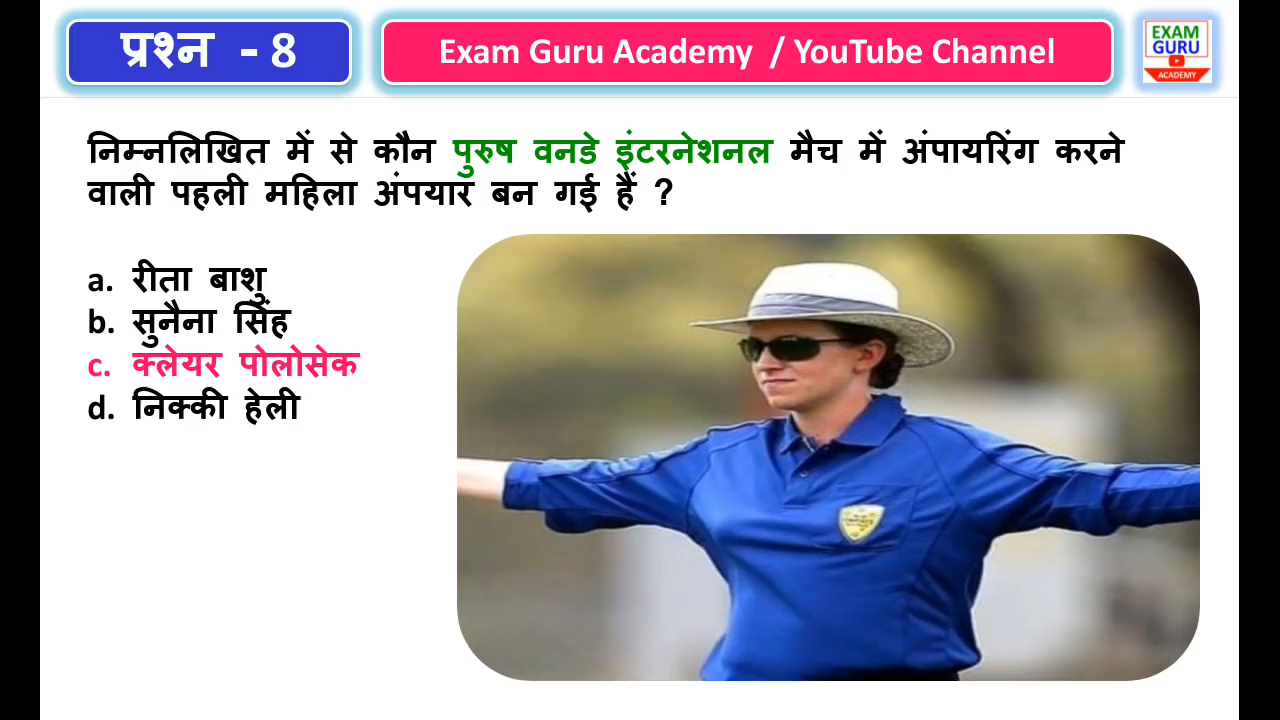 प्रश्न - 8
Exam Guru Academy / YouTube Channel
EXAM
GURU
ACADEMY
निम्नलिखित में से कौन पुरुष वनडे इंटरनेशनल मैच में अंपायरिंग करने
वाली पहली महिला अंपयार बन गई हैं ?
a. रीता बाशु
b. सुनैना सिंह
c. क्लेयर पोलोसेक
d. निक्की हेली